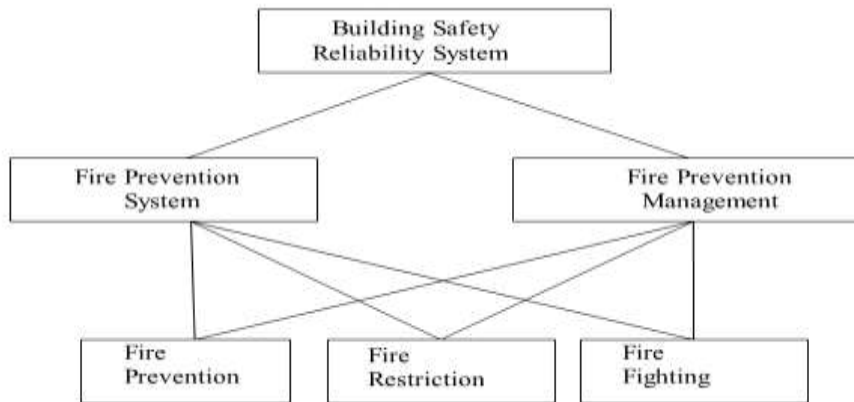 Building Safety
Reliability System
Fire Prevention
System
Fire Prevention
Management
Fire
Prevention
Fire
Restriction
Fire
Fighting